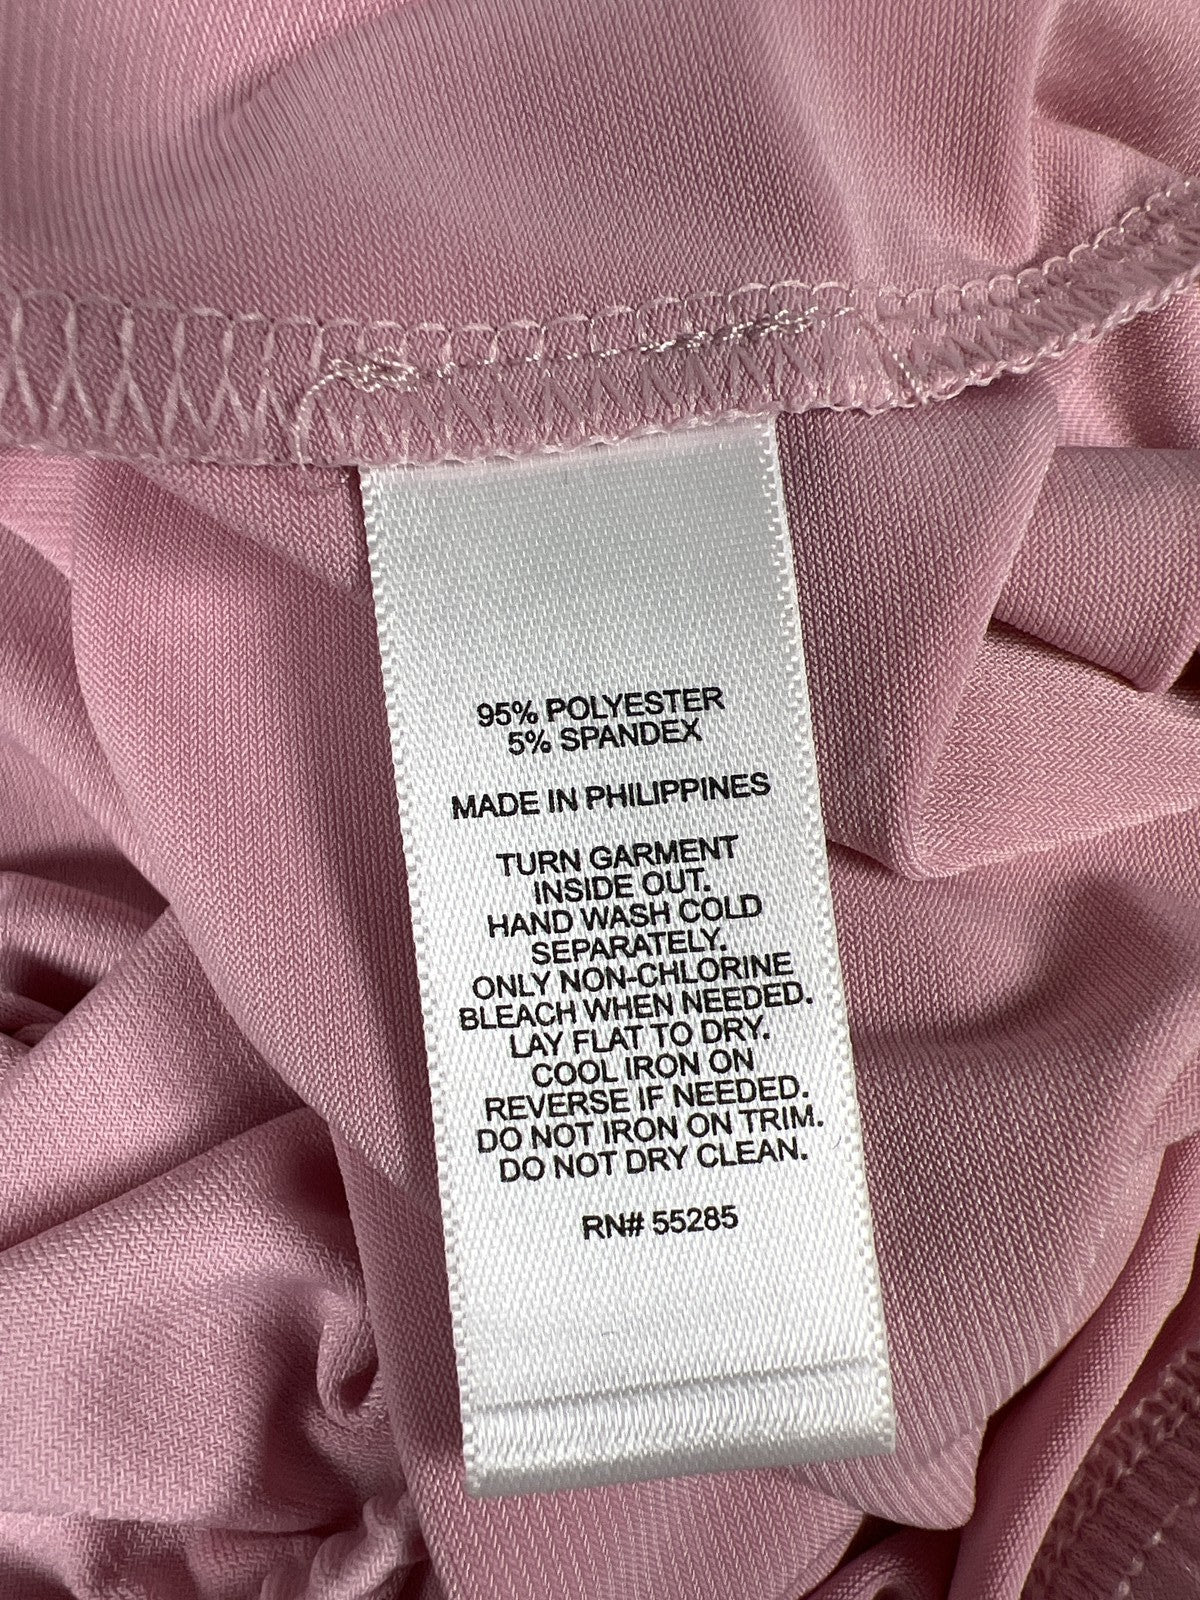 95% POLYESTER
5% SPANDEX
MADE IN PHILIPPINES
TURN GARMENT
INSIDE OUT.
HAND WASH COLD
SEPARATELY.
ONLY NON-CHLORINE
BLEACH WHEN NEEDED.
LAY FLAT TO DRY.
COOL IRON ON
REVERSE IF NEEDED.
DO NOT IRON ON TRIM.
DO NOT DRY CLEAN.
RN# 55285